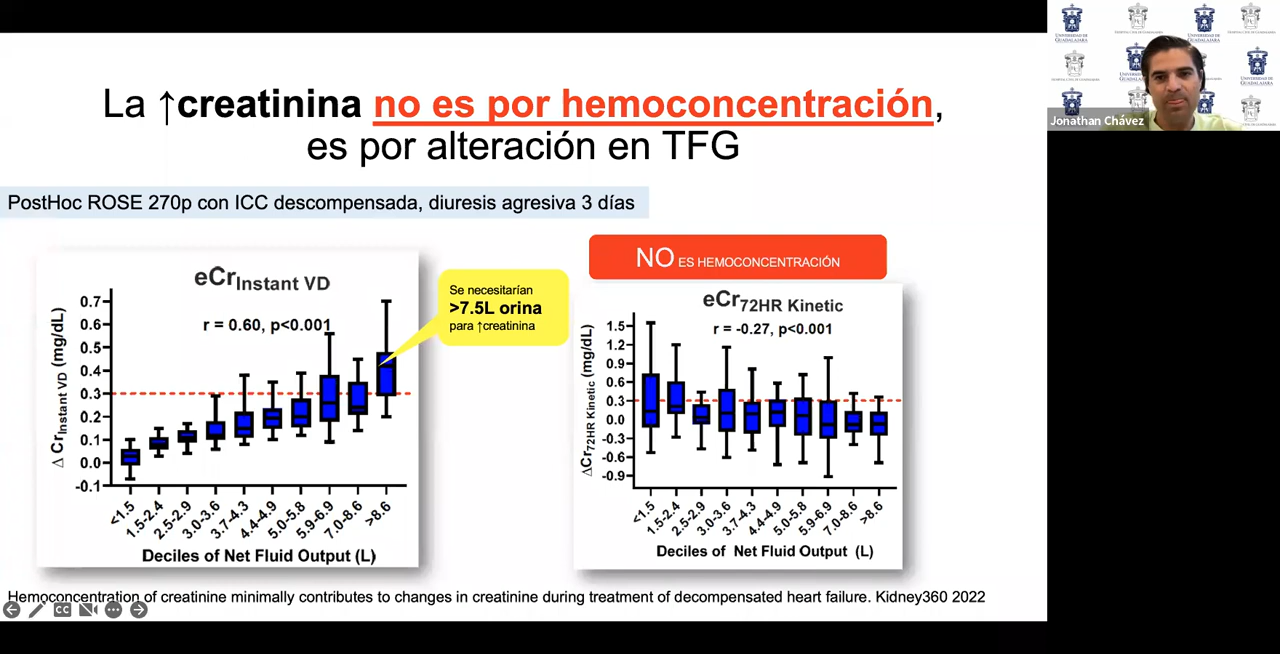 La ↑creatinina no es por hemoconcentración,
es por alteración en TFG
PostHoc ROSE 270p con ICC descompensada, diuresis agresiva 3 días
eCrInstant VD
r = 0.60, p<0.001
Δ CrInstant VD (mg/dL)
0.7
0.6
0.5
0.4
0.3
0.2
0.1
0.0
-0.1
<1.5
1.5-2.4
2.5-2.9
3.0-3.6
3.7-4.3
4.4-4.9
5.0-5.8
5.9-6.9
7.0-8.6
>8.6
Deciles of Net Fluid Output (L)
Se necesitarían
>7.5L orina
para ↑creatinina
NO ES HEMOCONCENTRACIÓN
eCr72HR Kinetic
r = -0.27, p<0.001
ΔCr72HR Kinetic (mg/dL)
1.5
1.2
0.9
0.6
0.3
0.0
-0.3
-0.6
-0.9
<1.5
1.5-2.4
2.5-2.9
3.0-3.6
3.7-4.3
4.4-4.9
5.0-5.8
5.9-6.9
7.0-8.6
>8.6
Deciles of Net Fluid Output (L)
Hemoconcentration of creatinine minimally contributes to changes in creatinine during treatment of decompensated heart failure. Kidney360 2022
CC
UNIVERSIDAD DE
GUADALAJARA
HOSPITAL CIVIL DE GUADALAJARA
Jonathan Chávez